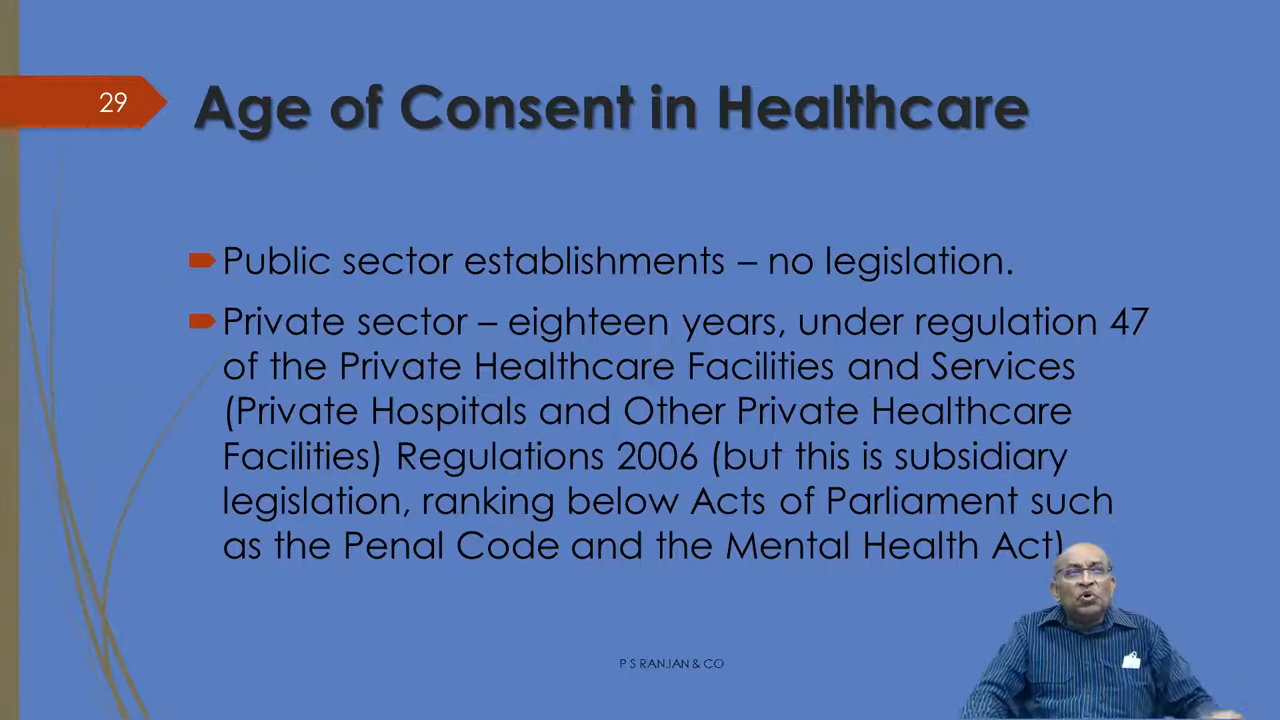 29
Age of Consent in Healthcare
Public sector establishments – no legislation.
Private sector – eighteen years, under regulation 47
of the Private Healthcare Facilities and Services
(Private Hospitals and Other Private Healthcare
Facilities) Regulations 2006 (but this is subsidiary
legislation, ranking below Acts of Parliament such
as the Penal Code and the Mental Health Act)
P S RANJAN & CO